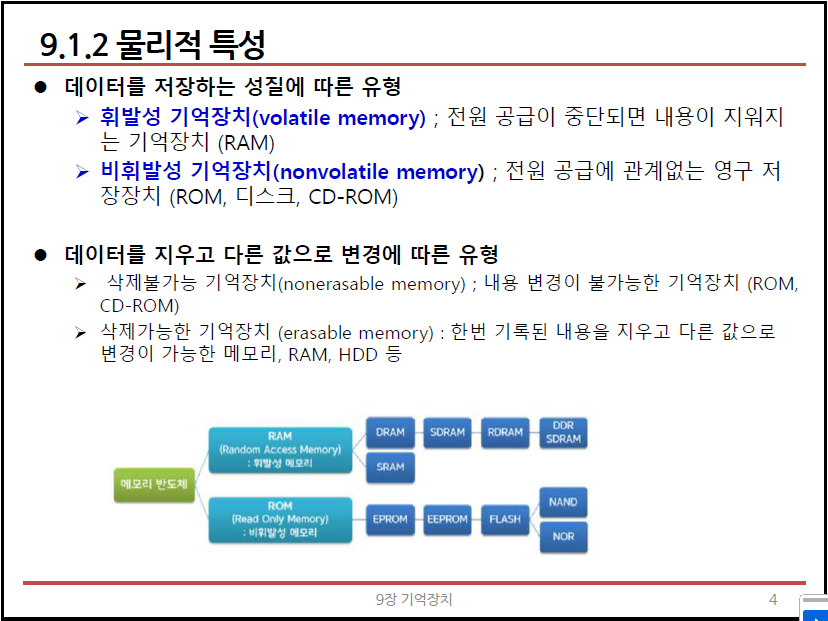 9.1.2 물리적 특성
● 데이터를 저장하는 성질에 따른 유형
➢ 휘발성 기억장치(volatile memory) ; 전원 공급이 중단되면 내용이 지워지
는 기억장치 (RAM)
➢ 비휘발성 기억장치(nonvolatile memory) ; 전원 공급에 관계없는 영구 저
장장치 (ROM, 디스크, CD-ROM)
● 데이터를 지우고 다른 값으로 변경에 따른 유형
➢ 삭제불가능 기억장치(nonerasable memory) ; 내용 변경이 불가능한 기억장치 (ROM,
CD-ROM)
➢ 삭제가능한 기억장치 (erasable memory) : 한번 기록된 내용을 지우고 다른 값으로
변경이 가능한 메모리, RAM, HDD 등
메모리 반도체
RAM
(Random Access Memory)
: 휘발성 메모리
DRAM
SDRAM
RDRAM
DDR
SDRAM
SRAM
ROM
(Read Only Memory)
: 비휘발성 메모리
EPROM
EEPROM
FLASH
NAND
NOR
9장 기억장치
4